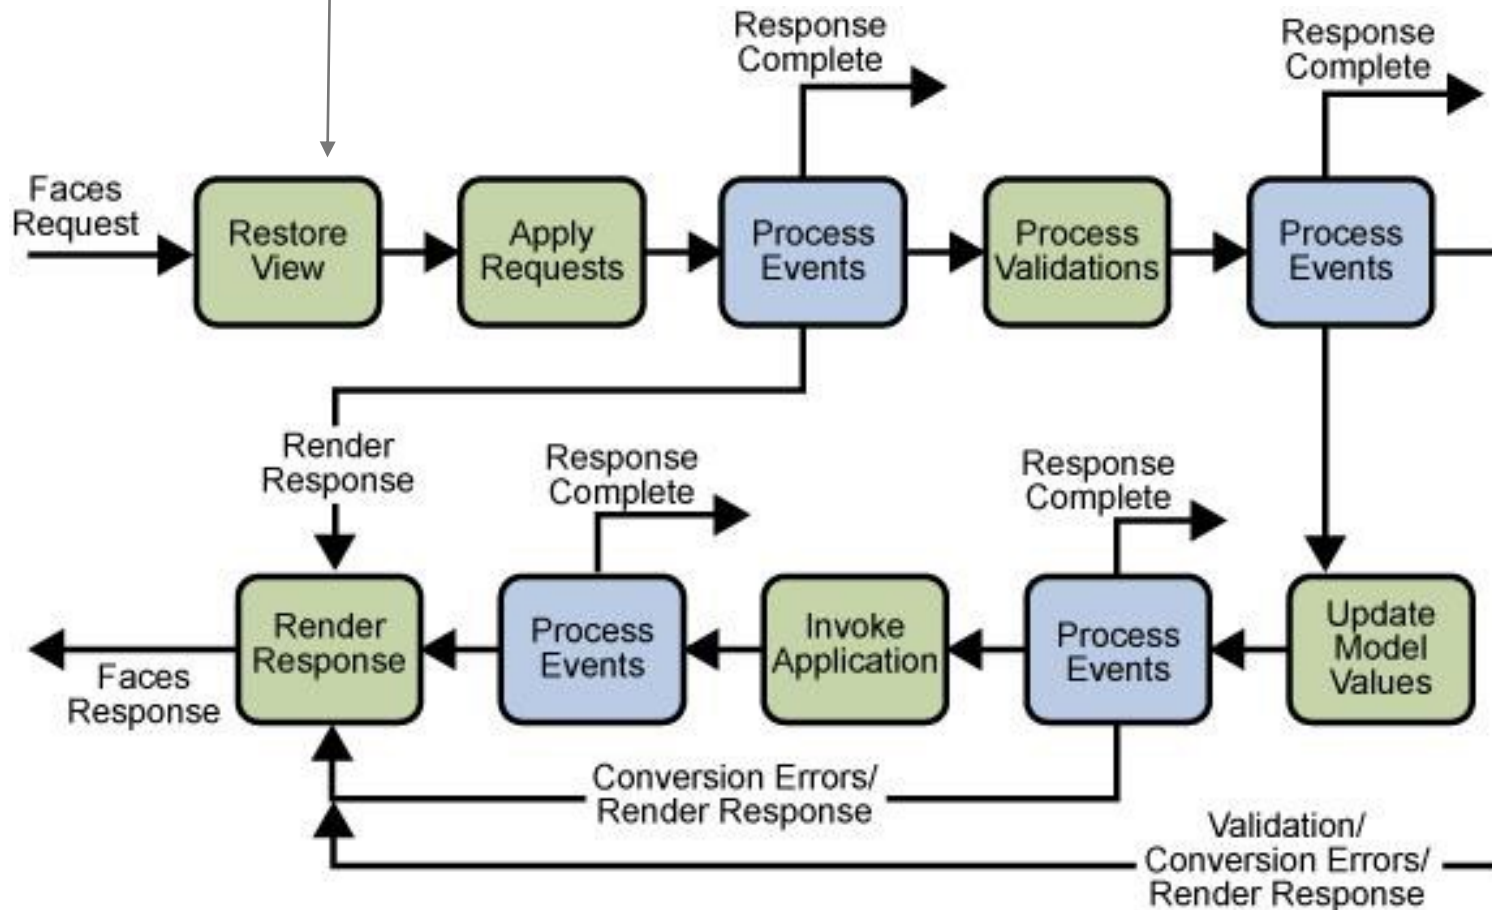 Response
Complete
Response
Complete
Faces
Request
Restore
View
Apply
Requests
Process
Events
Process
Validations
Process
Events
Render
Response
Response
Complete
Response
Complete
Render
Response
Process
Events
Invoke
Application
Process
Events
Update
Model
Values
Faces
Response
Conversion Errors/
Render Response
Validation/
Conversion Errors/
Render Response